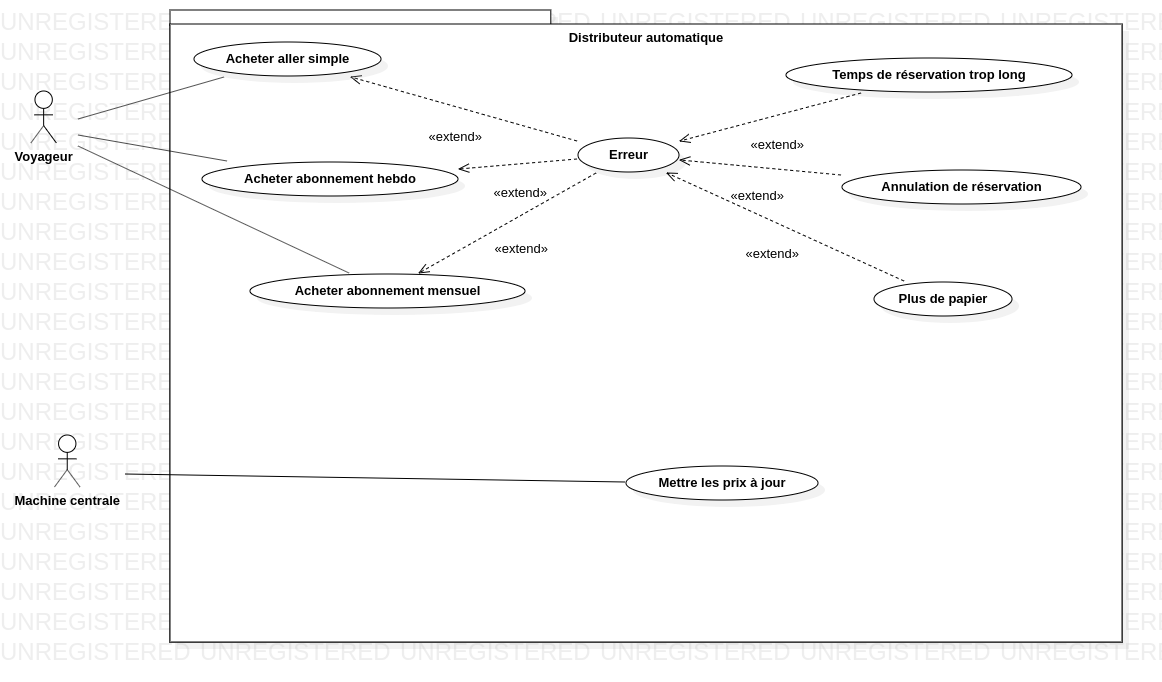 Distributeur automatique
Acheter aller simple
Temps de réservation trop long
Voyageur
«extend»
«extend»
Erreur
Acheter abonnement hebdo
Annulation de réservation
«extend»
«extend»
«extend»
«extend»
Acheter abonnement mensuel
Plus de papier
Machine centrale
Mettre les prix à jour
UNREGISTERED UNREGISTERED UNREGISTERED UNREGISTERED UNREGISTERED UNREGISTERI